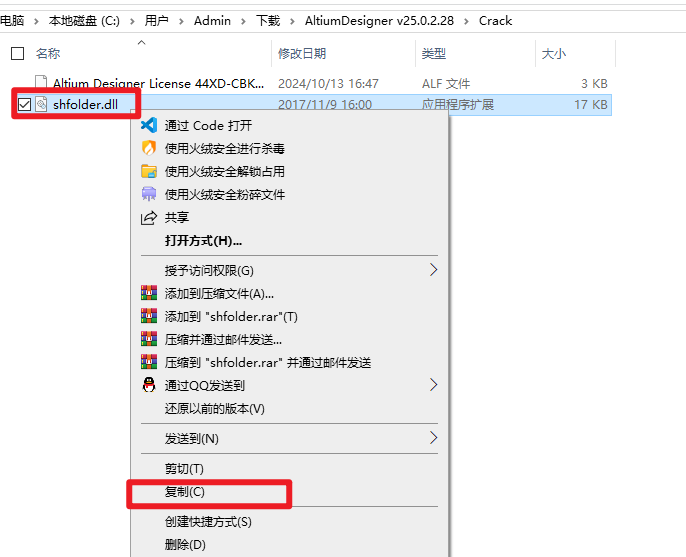 电脑 > 本地磁盘 (C:) > 用户 > Admin > 下载 > AltiumDesigner v25.0.2.28 > Crack
名称 修改日期 类型 大小
Altium Designer License 44XD-CBK... 2024/10/13 16:47 ALF 文件 3 KB
shfolder.dll 2017/11/9 16:00 应用程序扩展 17 KB
通过 Code 打开
使用火绒安全进行杀毒
使用火绒安全解锁占用
使用火绒安全粉碎文件
共享
打开方式(H)...
授予访问权限(G)
添加到压缩文件(A)...
添加到 "shfolder.rar"(T)
压缩并通过邮件发送...
压缩到 "shfolder.rar" 并通过邮件发送
通过QQ发送到
还原以前的版本(V)
发送到(N)
剪切(T)
复制(C)
创建快捷方式(S)
删除(D)